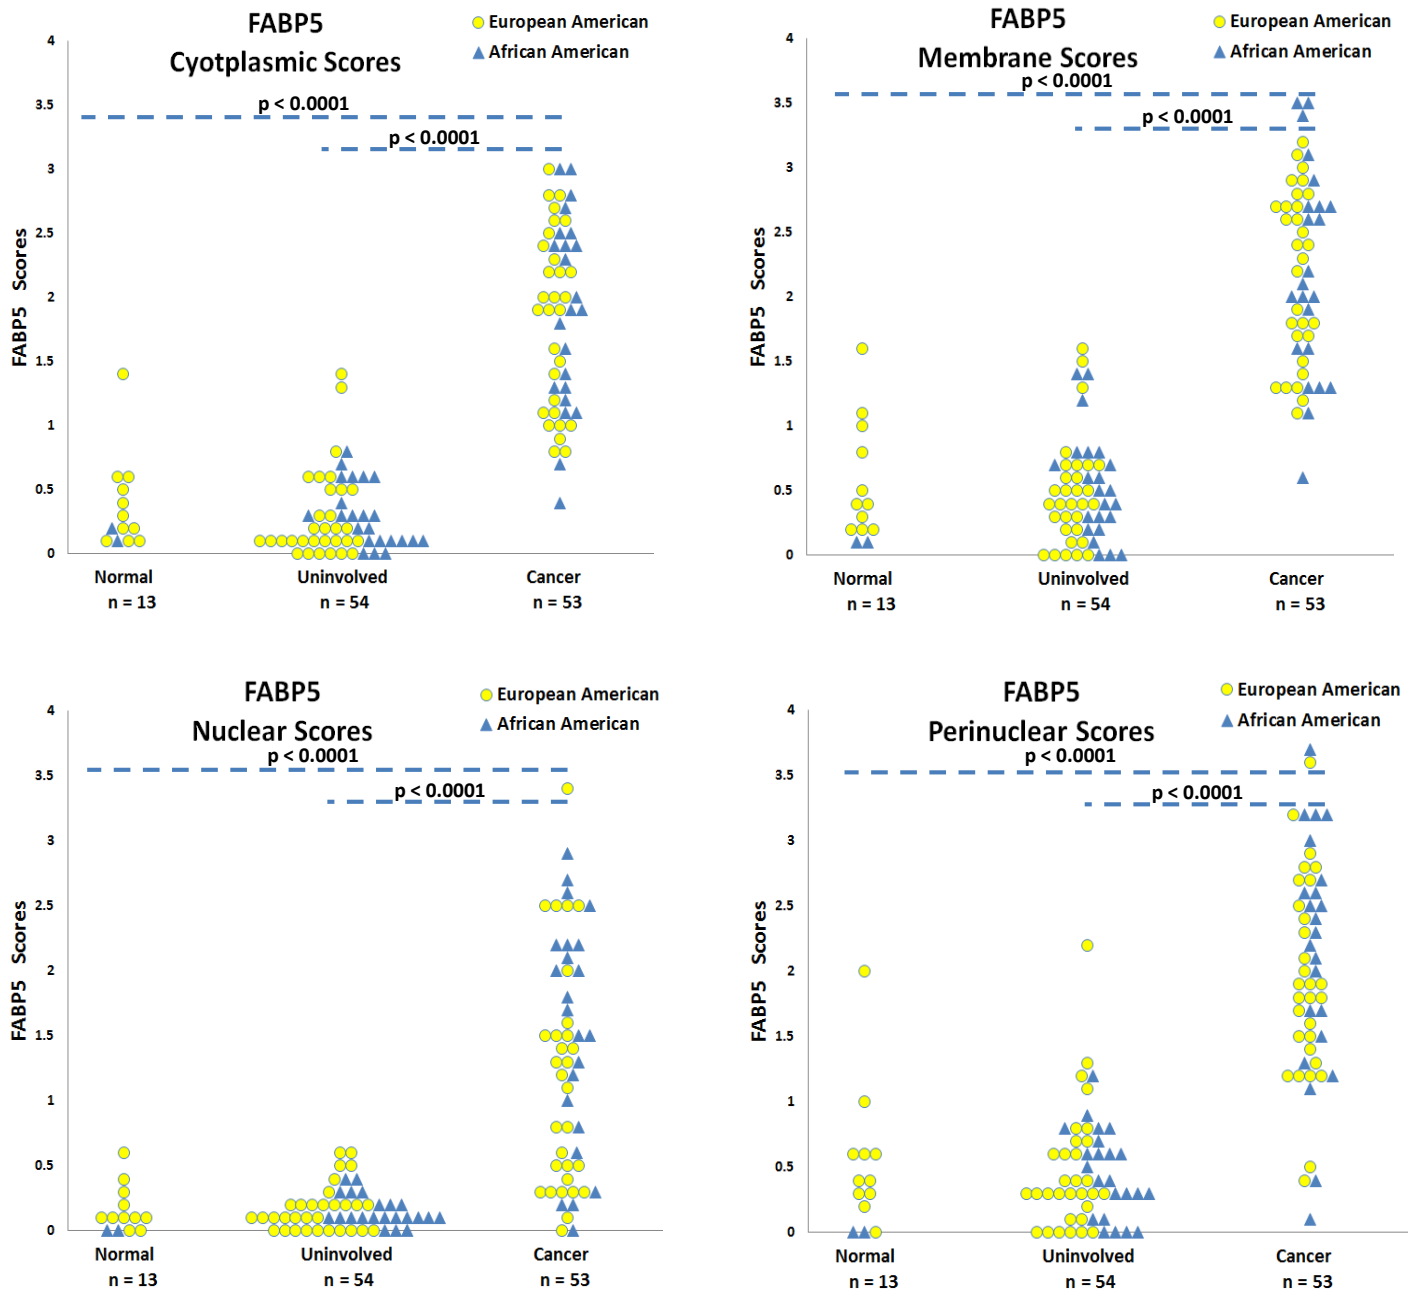 FABP5
Cyotplasmic Scores
European American
African American
p < 0.0001
p < 0.0001
FABP5 Scores
4
3.5
3
2.5
2
1.5
1
0.5
0
Normal
Uninvolved
Cancer
n = 13
n = 54
n = 53
FABP5
Membrane Scores
European American
African American
p < 0.0001
p < 0.0001
FABP5 Scores
4
3.5
3
2.5
2
1.5
1
0.5
0
Normal
Uninvolved
Cancer
n = 13
n = 54
n = 53
FABP5
Nuclear Scores
European American
African American
p < 0.0001
p < 0.0001
FABP5 Scores
4
3.5
3
2.5
2
1.5
1
0.5
0
Normal
Uninvolved
Cancer
n = 13
n = 54
n = 53
FABP5
Perinuclear Scores
European American
African American
p < 0.0001
p < 0.0001
FABP5 Scores
4
3.5
3
2.5
2
1.5
1
0.5
0
Normal
Uninvolved
Cancer
n = 13
n = 54
n = 53